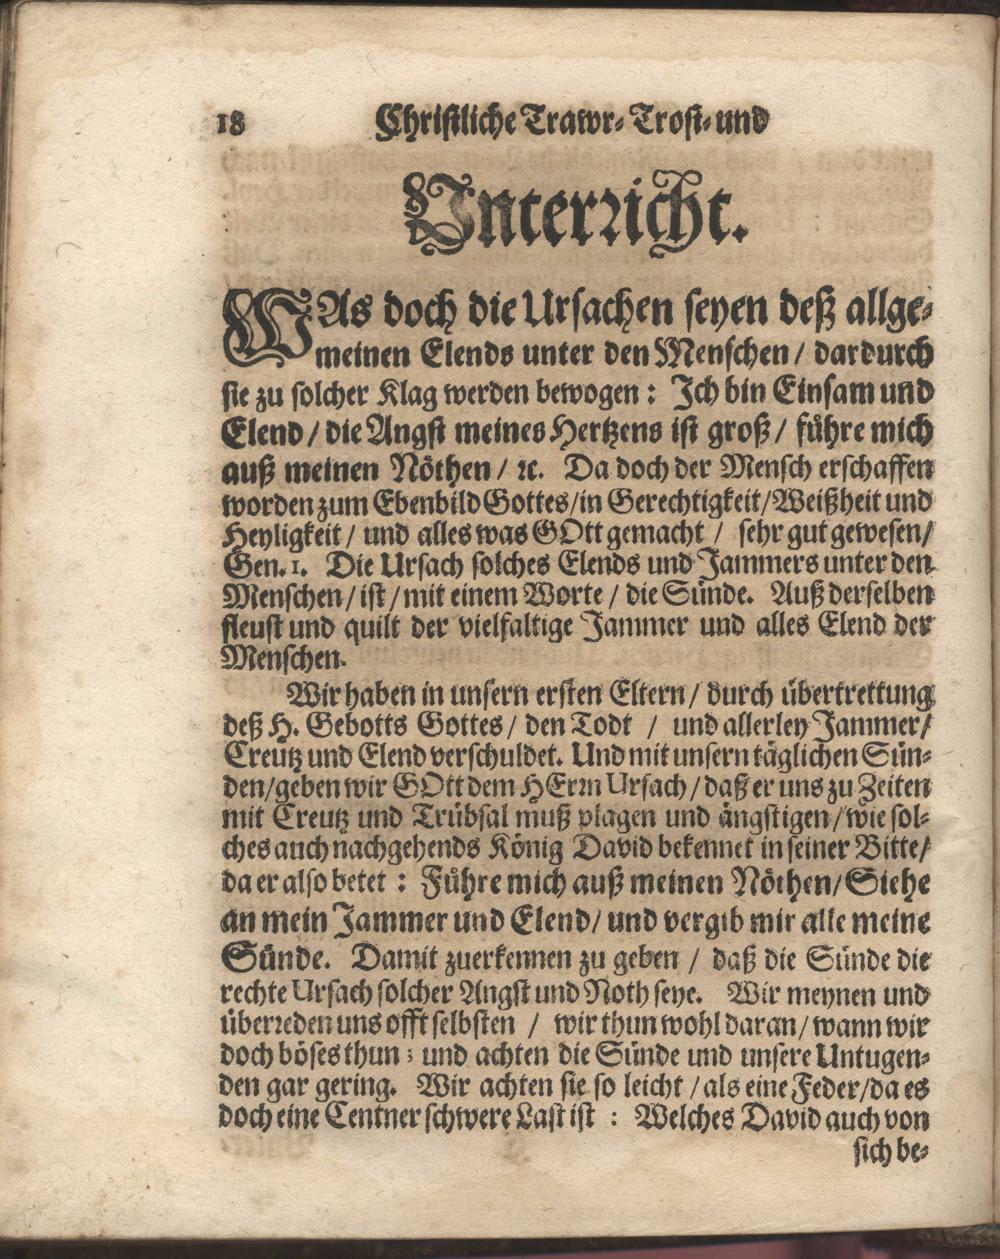 18 Christliche Trawr- Trost- und
Unterricht.
WAs doch die Ursachen seyen deß allge-
meinen Elends unter den Menschen / dardurch
sie zu solcher Klag werden bewogen : Ich bin Einsam und
Elend / die Angst meines Hertzens ist groß / führe mich
auß meinen Nöthen / ꝛc. Da doch der Mensch erschaffen
worden zum Ebenbild Gottes / in Gerechtigkeit / Weißheit und
Heyligkeit / und alles was GOtt gemacht / sehr gut gewesen /
Gen. 1. Die Ursach solches Elends und Jammers unter den
Menschen / ist / mit einem Worte / die Sünde. Auß derselben
fleust und quilt der vielfaltige Jammer und alles Elend der
Menschen.
Wir haben in unsern ersten Eltern / durch übertrettung
deß H. Gebotts Gottes / den Todt / und allerley Jammer /
Creutz und Elend verschuldet. Und mit unsern täglichen Sün-
den / geben wir GOtt dem HErrn Ursach / daß er uns zu Zeiten
mit Creutz und Trübsal muß plagen und ängstigen / wie sol-
ches auch nachgehends König David bekennet in seiner Bitte /
da er also betet : Führe mich auß meinen Nöthen / Siehe
an mein Jammer und Elend / und vergib mir alle meine
Sünde. Damit zuerkennen zu geben / daß die Sünde die
rechte Ursach solcher Angst und Noth seye. Wir meynen und
überreden uns offt selbsten / wir thun wohl daran / wann wir
doch böses thun ; und achten die Sünde und unsere Untugen-
den gar gering. Wir achten sie so leicht / als eine Feder / da es
doch eine Centner schwere Last ist : Welches David auch von
sich be-